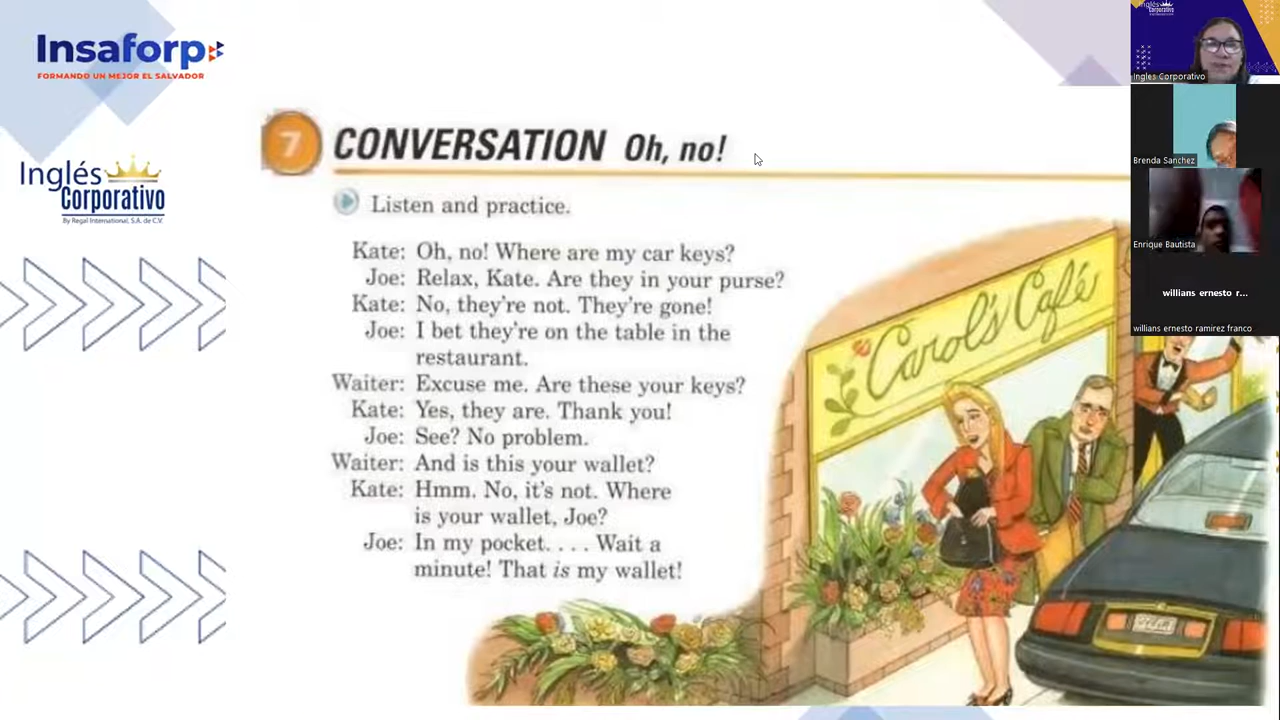 Insaforp
FORMANDO UN MEJOR EL SALVADOR
Inglés
Corporativo
By Regal International, S.A. de C.V.
7 CONVERSATION Oh, no!
Listen and practice.
Kate: Oh, no! Where are my car keys?
Joe: Relax, Kate. Are they in your purse?
Kate: No, they're not. They're gone!
Joe: I bet they're on the table in the
restaurant.
Waiter: Excuse me. Are these your keys?
Kate: Yes, they are. Thank you!
Joe: See? No problem.
Waiter: And is this your wallet?
Kate: Hmm. No, it's not. Where
is your wallet, Joe?
Joe: In my pocket. . . . Wait a
minute! That is my wallet!
Carol's Café
Inglés
Corporativo
Ingles Corporativo
Brenda Sanchez
Enrique Bautista
willians ernesto r...
willians ernesto ramirez franco